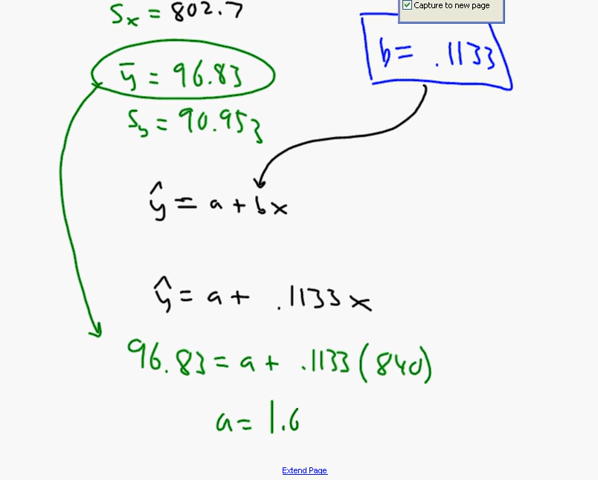 Sx = 802.7
Capture to new page
ȳ = 96.83
b = .1133
Sy = 90.953
ŷ = a + bx
ŷ = a + .1133x
96.83 = a + .1133(840)
a = 1.6
Extend Page